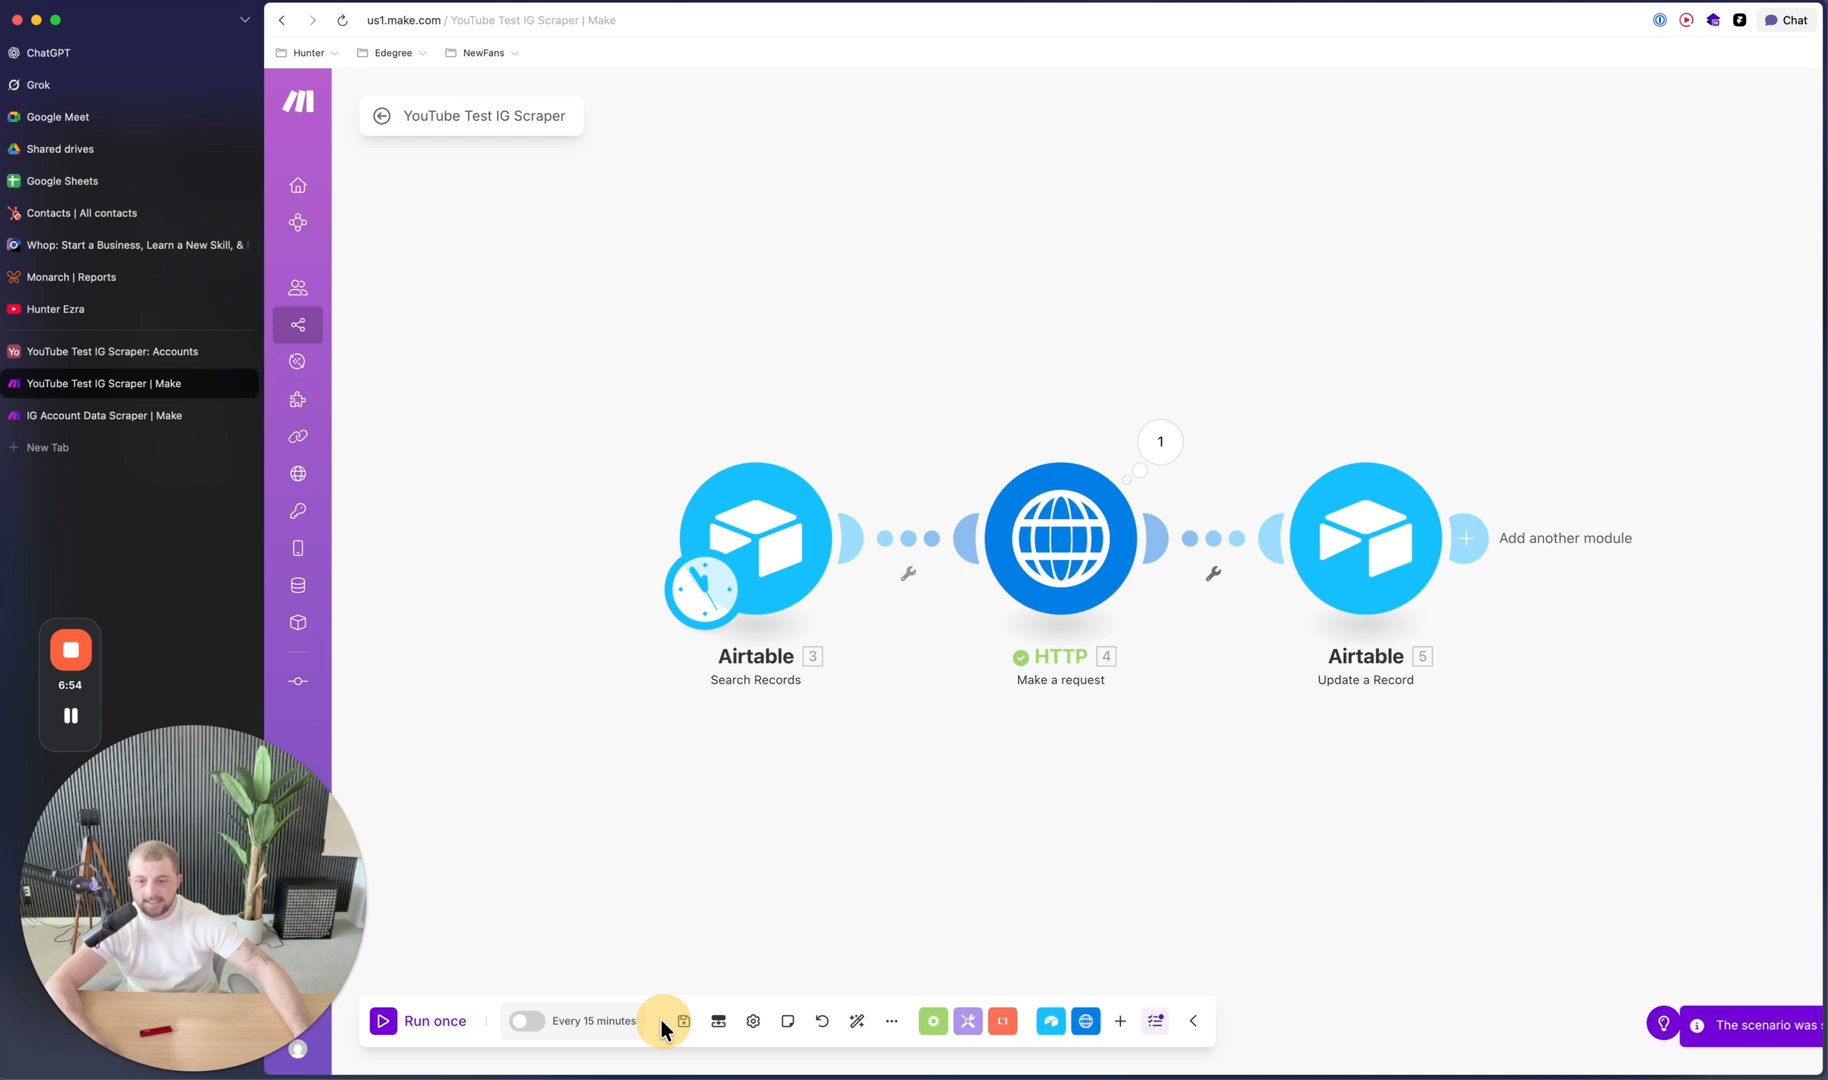 us1.make.com / YouTube Test IG Scraper | Make
Chat
Hunter
Edegree
NewFans
ChatGPT
Grok
Google Meet
Shared drives
Google Sheets
Contacts | All contacts
Whop: Start a Business, Learn a New Skill, &
Monarch | Reports
Hunter Ezra
Yo YouTube Test IG Scraper: Accounts
YouTube Test IG Scraper | Make
IG Account Data Scraper | Make
New Tab
6:54
YouTube Test IG Scraper
1
Add another module
Airtable 3
Search Records
HTTP 4
Make a request
Airtable 5
Update a Record
Run once
Every 15 minutes
The scenario was